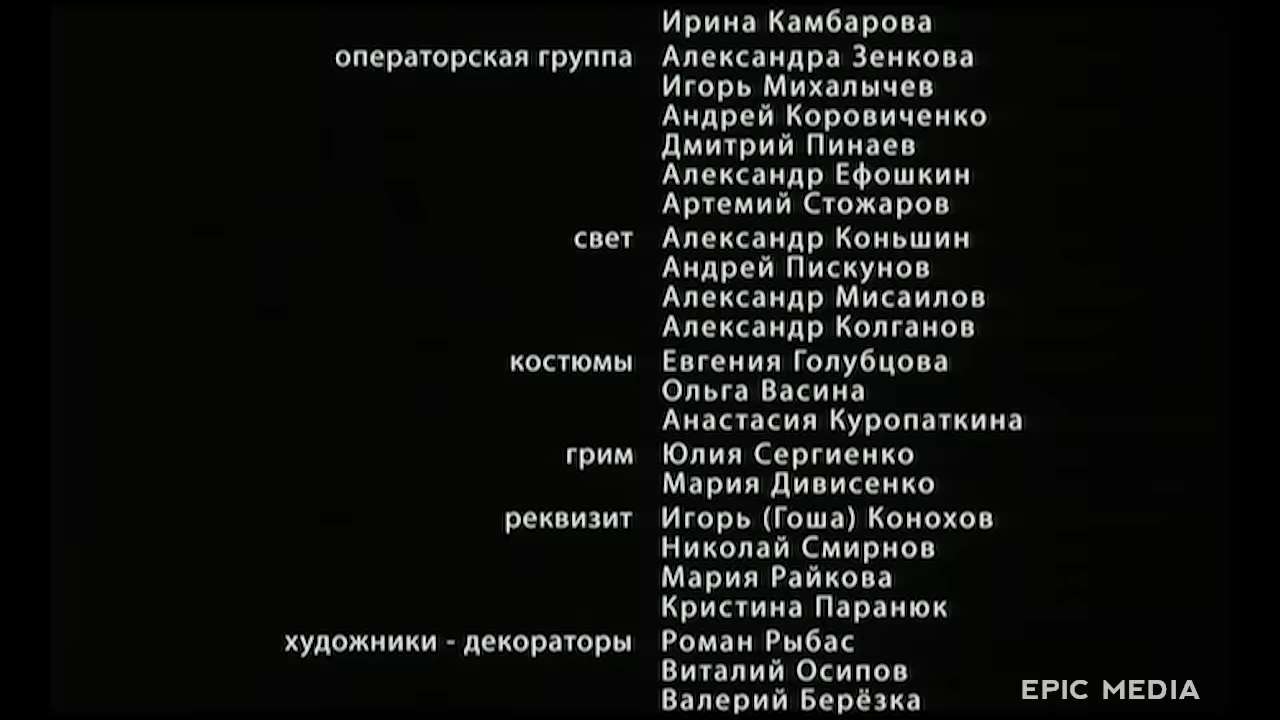 Ирина Камбарова
операторская группа Александра Зенкова
Игорь Михалычев
Андрей Коровиченко
Дмитрий Пинаев
Александр Ефошкин
Артемий Стожаров
свет Александр Коньшин
Андрей Пискунов
Александр Мисаилов
Александр Колганов
костюмы Евгения Голубцова
Ольга Васина
Анастасия Куропаткина
грим Юлия Сергиенко
Мария Дивисенко
реквизит Игорь (Гоша) Конохов
Николай Смирнов
Мария Райкова
Кристина Паранюк
художники - декораторы Роман Рыбас
Виталий Осипов
Валерий Берёзка
EPIC MEDIA